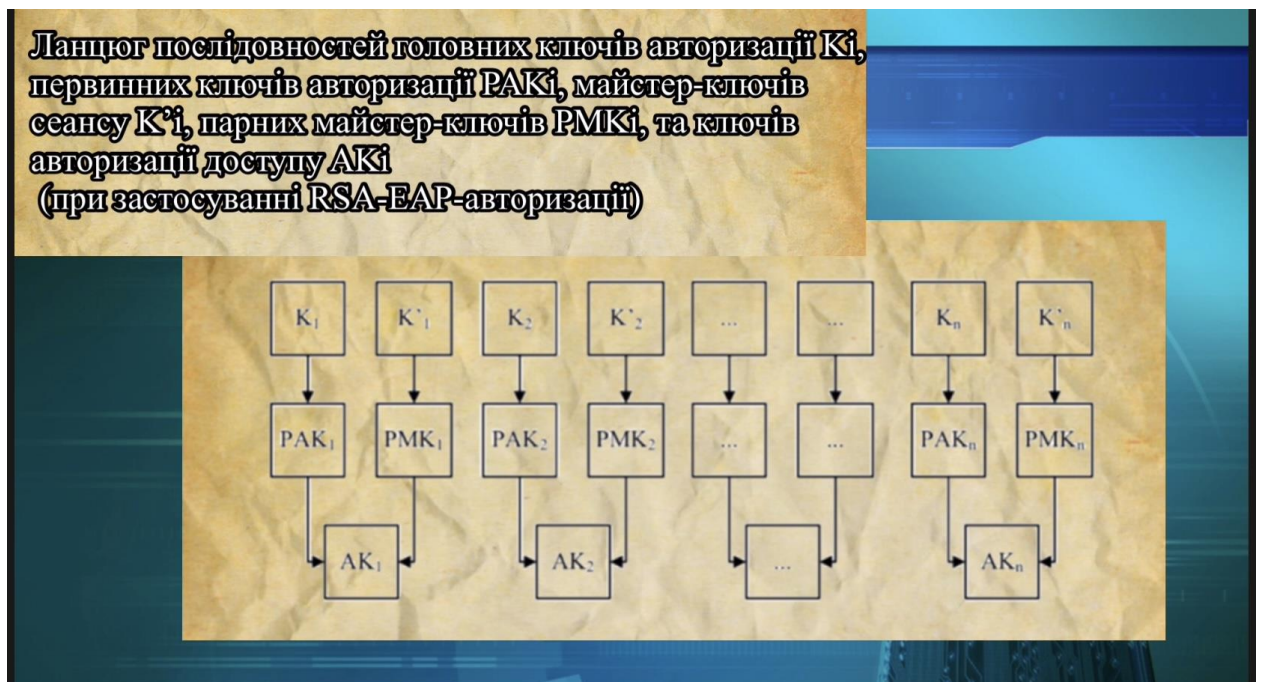 Ланцюг послідовностей головних ключів авторизації Ki,
первинних ключів авторизації PAKi, майстер-ключів
сеансу K’i, парних майстер-ключів PMKi, та ключів
авторизації доступу AKi
(при застосуванні RSA-EAP-авторизації)
K₁ K`₁ K₂ K`₂ ... ... Kₙ K`ₙ
PAK₁ PMK₁ PAK₂ PMK₂ ... ... PAKₙ PMKₙ
AK₁ AK₂ ... AKₙ